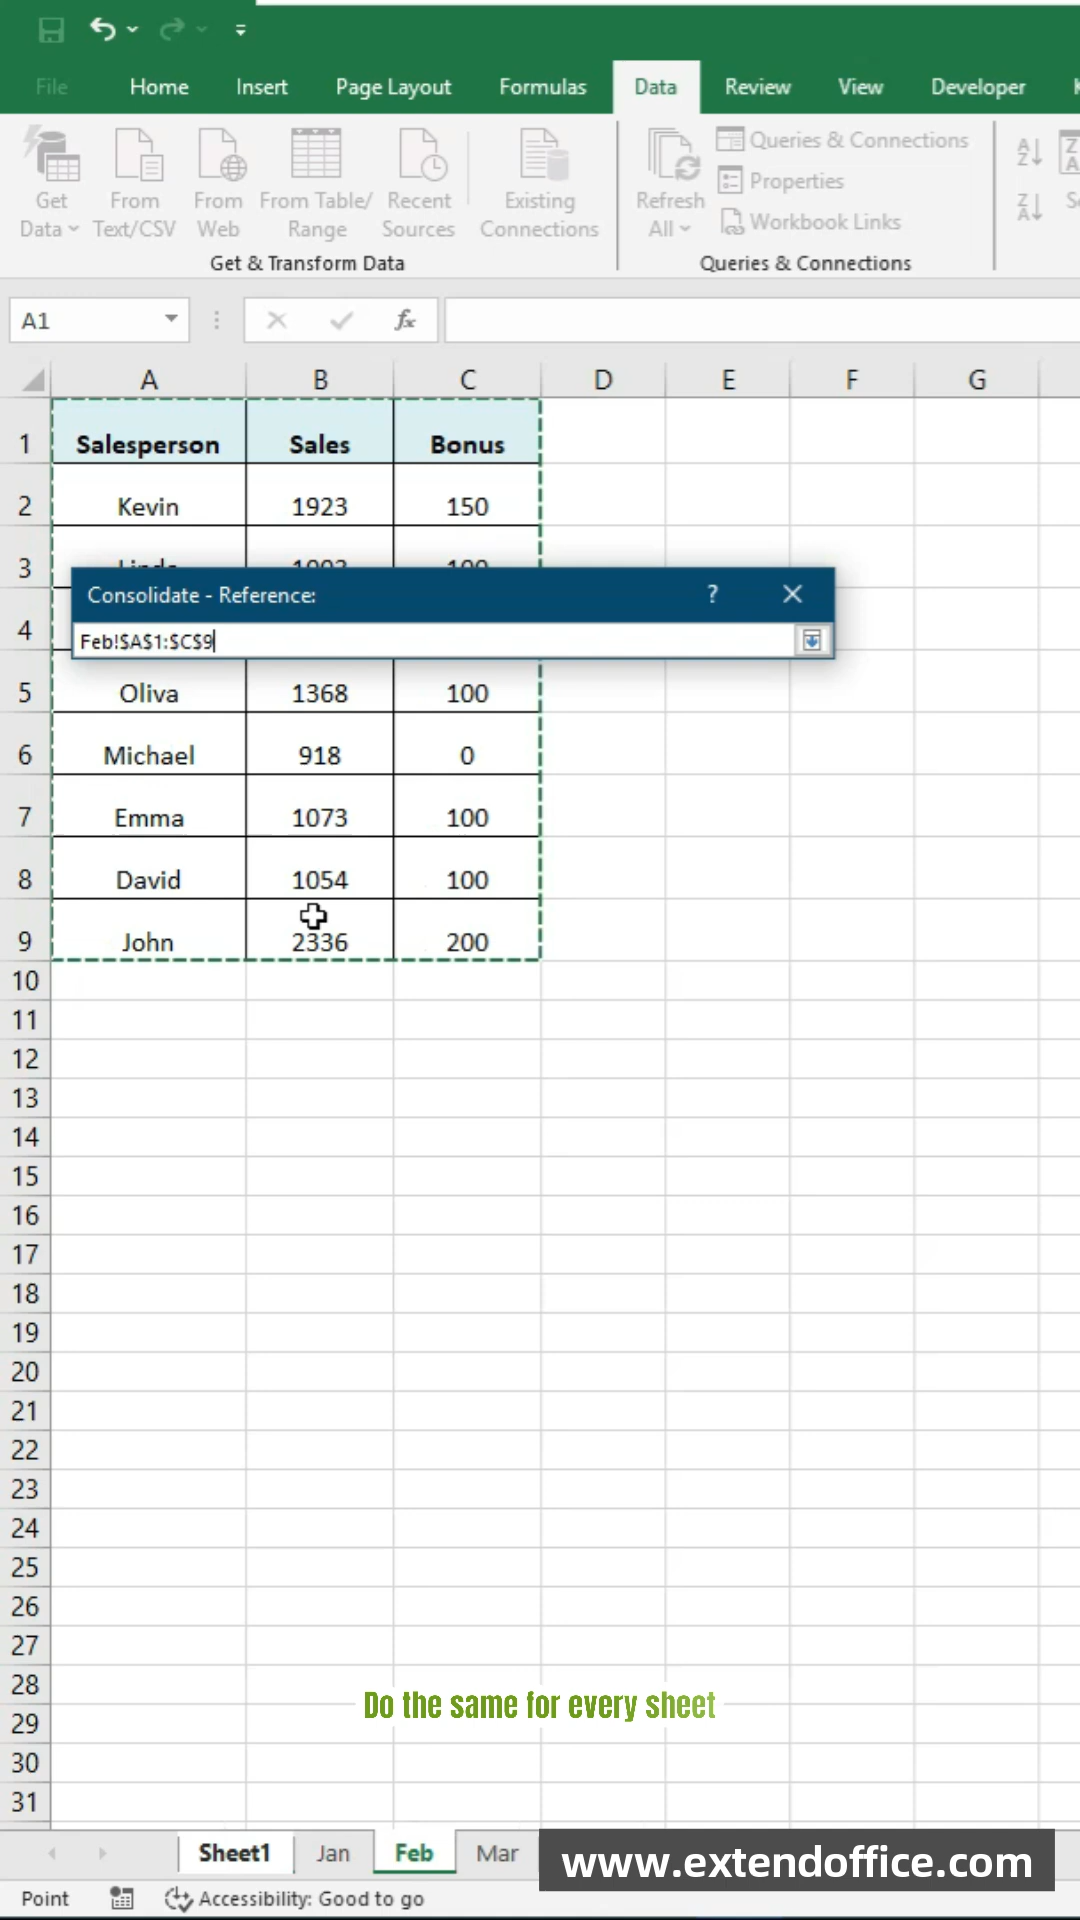 File Home Insert Page Layout Formulas Data Review View Developer
Get Data From Text/CSV From Web From Table/ Range Recent Sources Existing Connections Refresh All Queries & Connections
Properties
Workbook Links
Get & Transform Data Queries & Connections
A1 fx
A B C D E F G
1 Salesperson Sales Bonus
2 Kevin 1923 150
3
Consolidate - Reference: ?
4 Feb!$A$1:$C$9
5 Oliva 1368 100
6 Michael 918 0
7 Emma 1073 100
8 David 1054 100
9 John 2336 200
10
11
12
13
14
15
16
17
18
19
20
21
22
23
24
25
26
27
28
Do the same for every sheet
29
30
31
Sheet1 Jan Feb Mar
www.extendoffice.com
Point Accessibility: Good to go